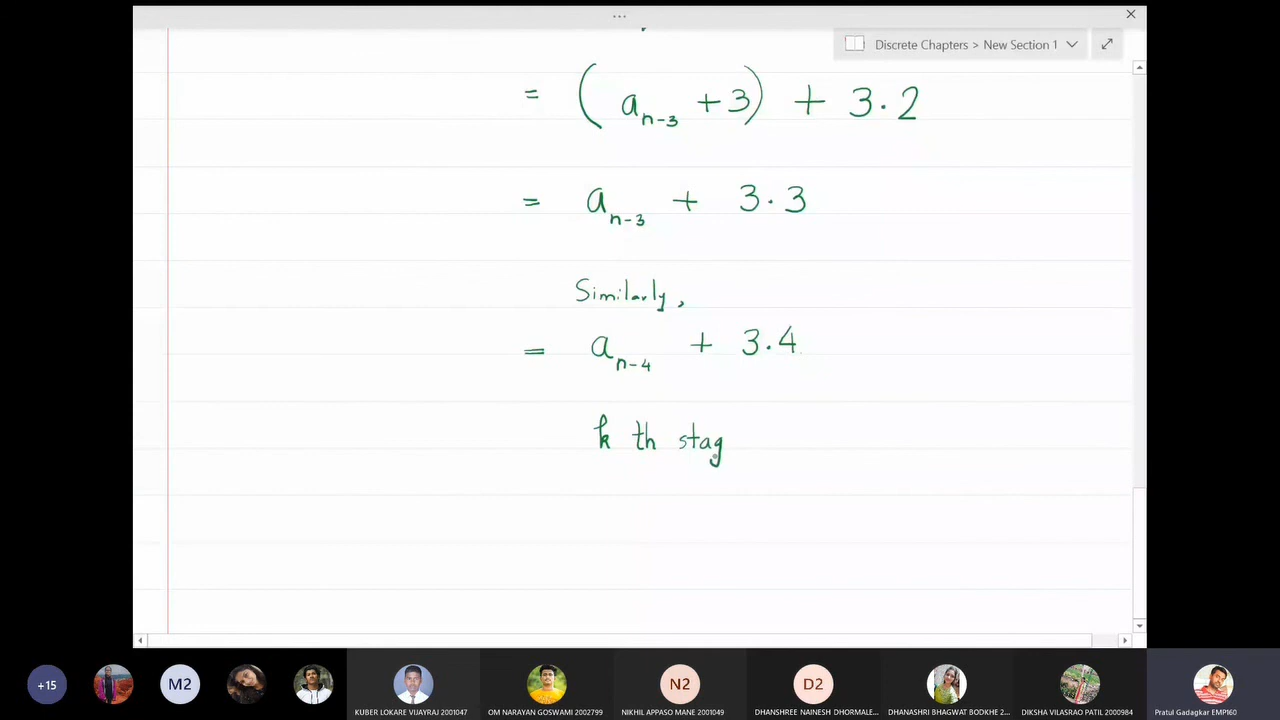 Discrete Chapters > New Section 1
= (a_{n-3} + 3) + 3.2
= a_{n-3} + 3.3
Similarly,
= a_{n-4} + 3.4
k th stag
+15
M2
N2
D2
KUBER LOKARE VIJAYRAJ 2001047
OM NARAYAN GOSWAMI 2002799
NIKHIL APPASO MANE 2001049
DHANSHREE NAINESH DHORMALE...
DHANASHRI BHAGWAT BODKHE 2...
DIKSHA VILASRAO PATIL 2000984
Pratul Gadagkar EMP160